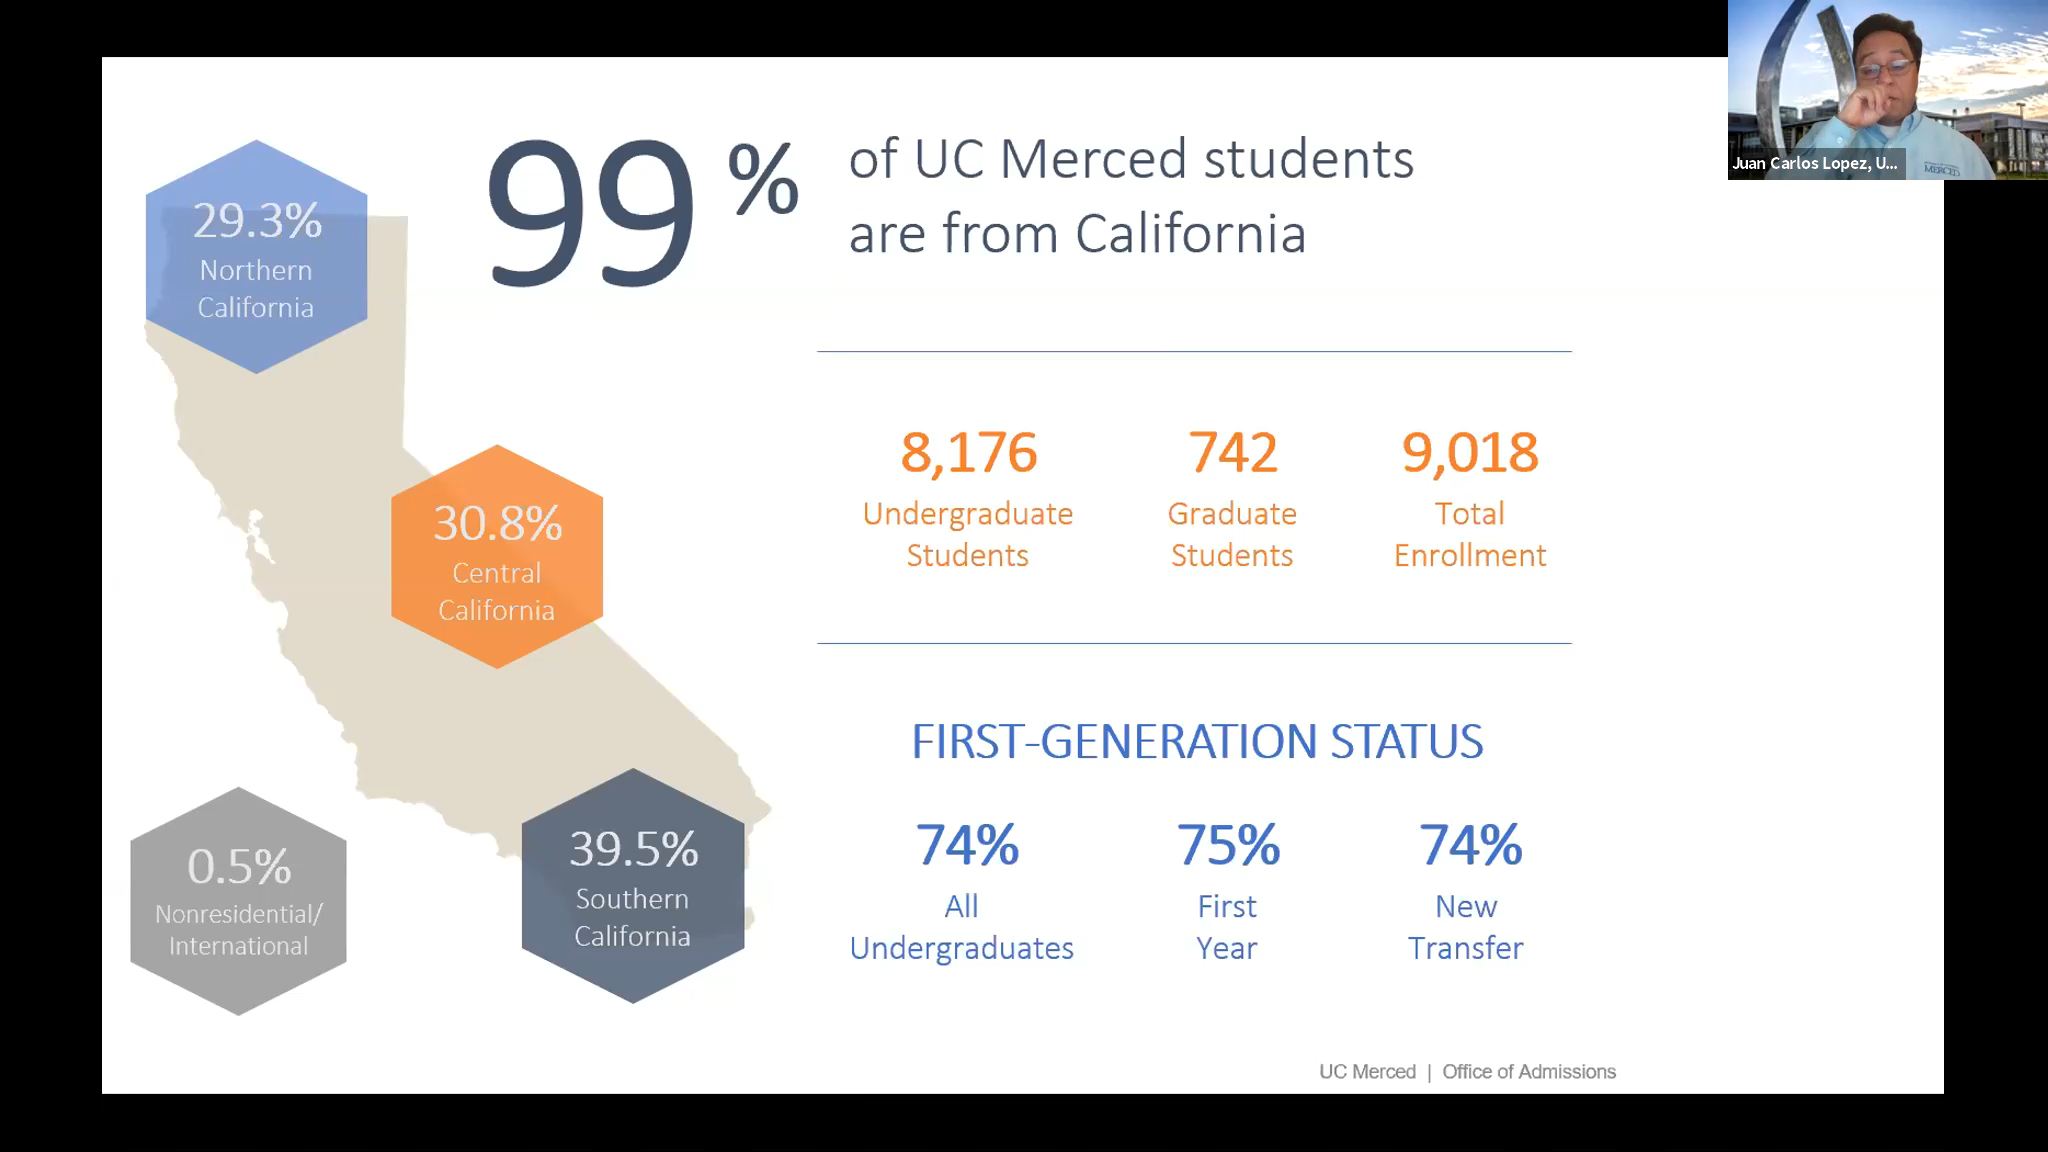 Juan Carlos Lopez, U...
MERCED
99 %
of UC Merced students
are from California
29.3%
Northern
California
30.8%
Central
California
39.5%
Southern
California
0.5%
Nonresidential/
International
8,176
Undergraduate
Students
742
Graduate
Students
9,018
Total
Enrollment
FIRST-GENERATION STATUS
74%
All
Undergraduates
75%
First
Year
74%
New
Transfer
UC Merced | Office of Admissions